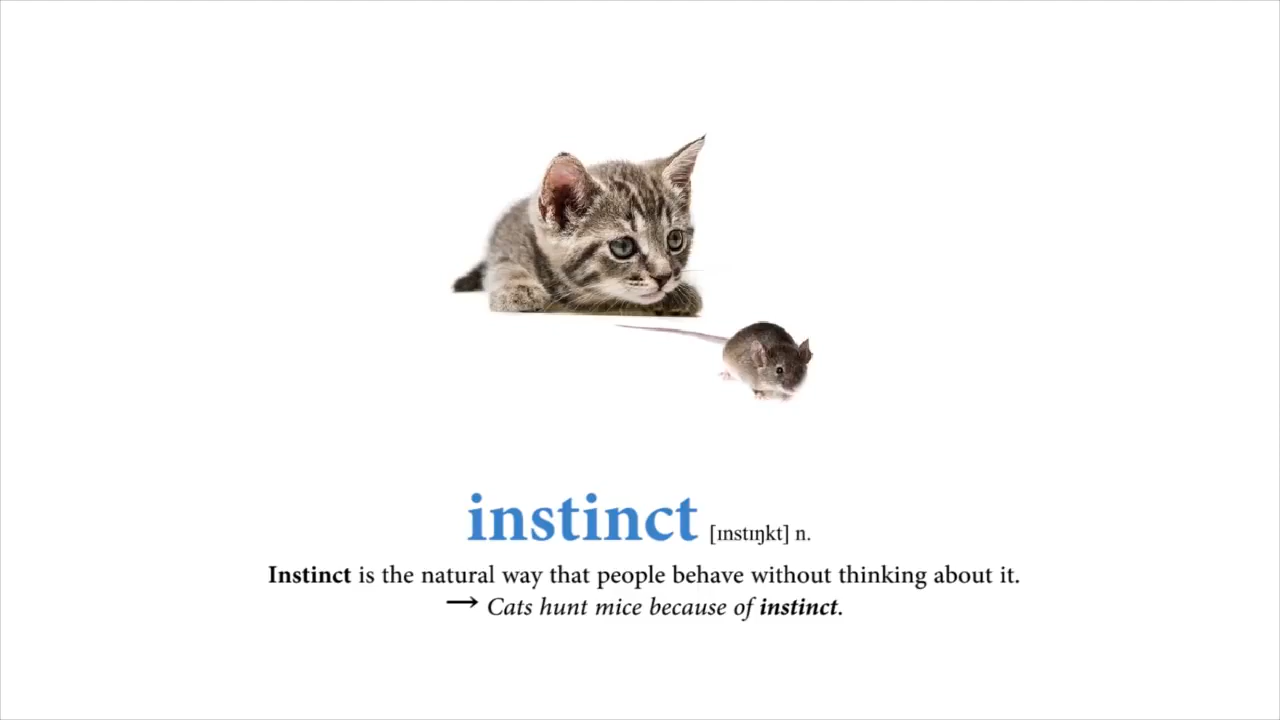 instinct [ɪnstɪŋkt] n.
Instinct is the natural way that people behave without thinking about it.
→ Cats hunt mice because of instinct.